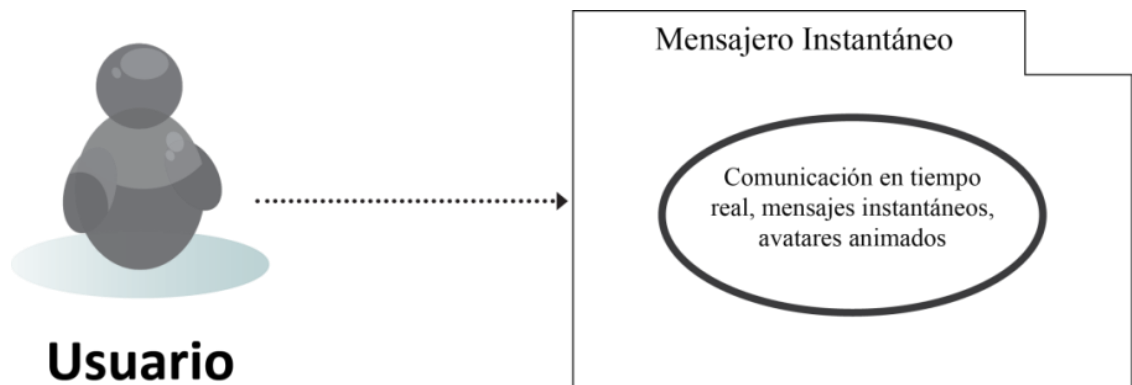 Mensajero Instantáneo
Comunicación en tiempo
real, mensajes instantáneos,
avatares animados
Usuario